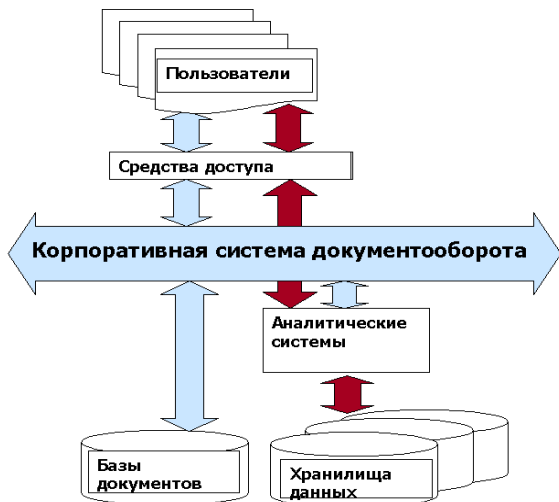 Пользователи
Средства доступа
Корпоративная система документооборота
Аналитические
системы
Базы
документов
Хранилища
данных